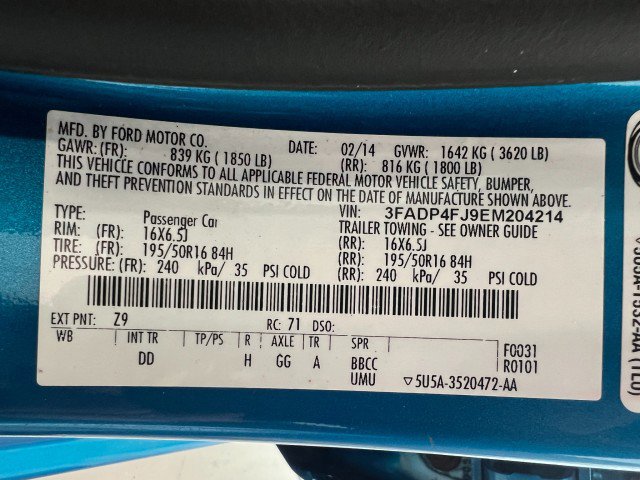 MFD. BY FORD MOTOR CO. DATE: 02/14 GVWR: 1642 KG ( 3620 LB)
GAWR: (FR): 839 KG ( 1850 LB) (RR): 816 KG ( 1800 LB)
THIS VEHICLE CONFORMS TO ALL APPLICABLE FEDERAL MOTOR VEHICLE SAFETY, BUMPER,
AND THEFT PREVENTION STANDARDS IN EFFECT ON THE DATE OF MANUFACTURE SHOWN ABOVE.
VIN: 3FADP4FJ9EM204214
TYPE: Passenger Car TRAILER TOWING - SEE OWNER GUIDE
RIM: (FR): 16X6.5J (RR): 16X6.5J
TIRE: (FR): 195/50R16 84H (RR): 195/50R16 84H
PRESSURE: (FR): 240 kPa/ 35 PSI COLD (RR): 240 kPa/ 35 PSI COLD
EXT PNT: Z9 RC: 71 DSO:
WB INT TR TP/PS R AXLE TR SPR F0031
DD H GG A BBCC R0101
UMU ▽5U5A-3520472-AA